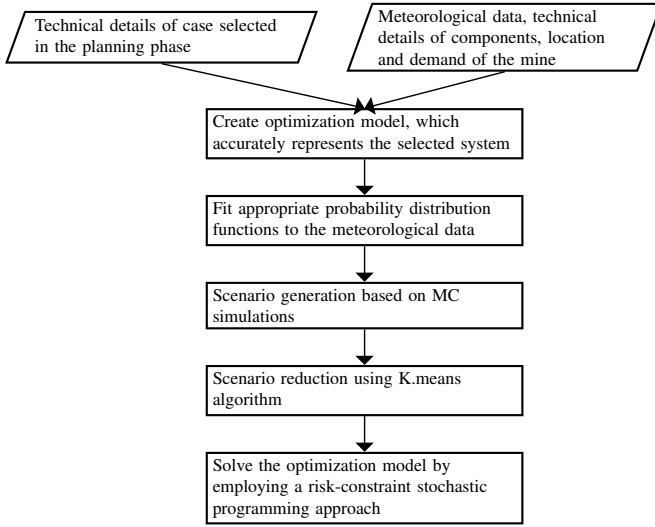 Technical details of case selected
in the planning phase
Meteorological data, technical
details of components, location
and demand of the mine
Create optimization model, which
accurately represents the selected system
Fit appropriate probability distribution
functions to the meteorological data
Scenario generation based on MC
simulations
Scenario reduction using K.means
algorithm
Solve the optimization model by
employing a risk-constraint stochastic
programming approach